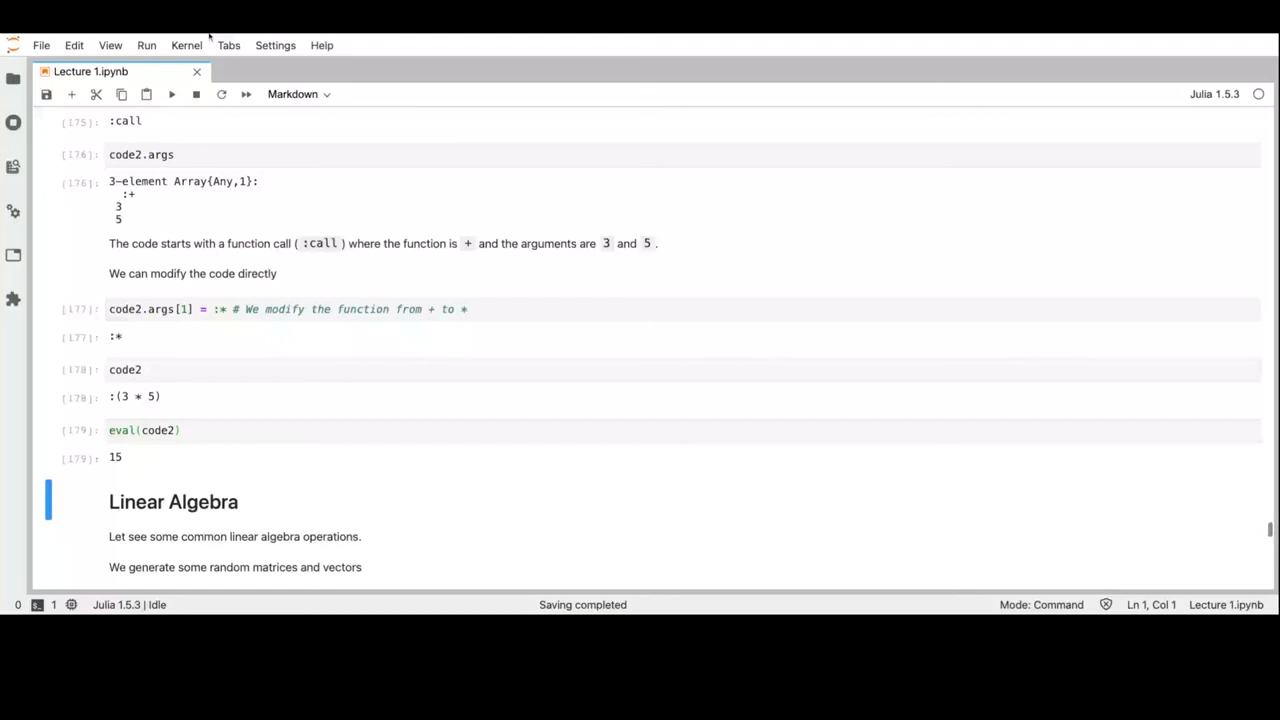 File Edit View Run Kernel Tabs Settings Help
Lecture 1.ipynb
Markdown Julia 1.5.3
[175]: :call
[176]: code2.args
[176]: 3-element Array{Any,1}:
:+
3
5
The code starts with a function call ( :call ) where the function is + and the arguments are 3 and 5 .
We can modify the code directly
[177]: code2.args[1] = :* # We modify the function from + to *
[177]: :*
[178]: code2
[178]: :(3 * 5)
[179]: eval(code2)
[179]: 15
Linear Algebra
Let see some common linear algebra operations.
We generate some random matrices and vectors
0 1 Julia 1.5.3 | Idle Saving completed Mode: Command Ln 1, Col 1 Lecture 1.ipynb